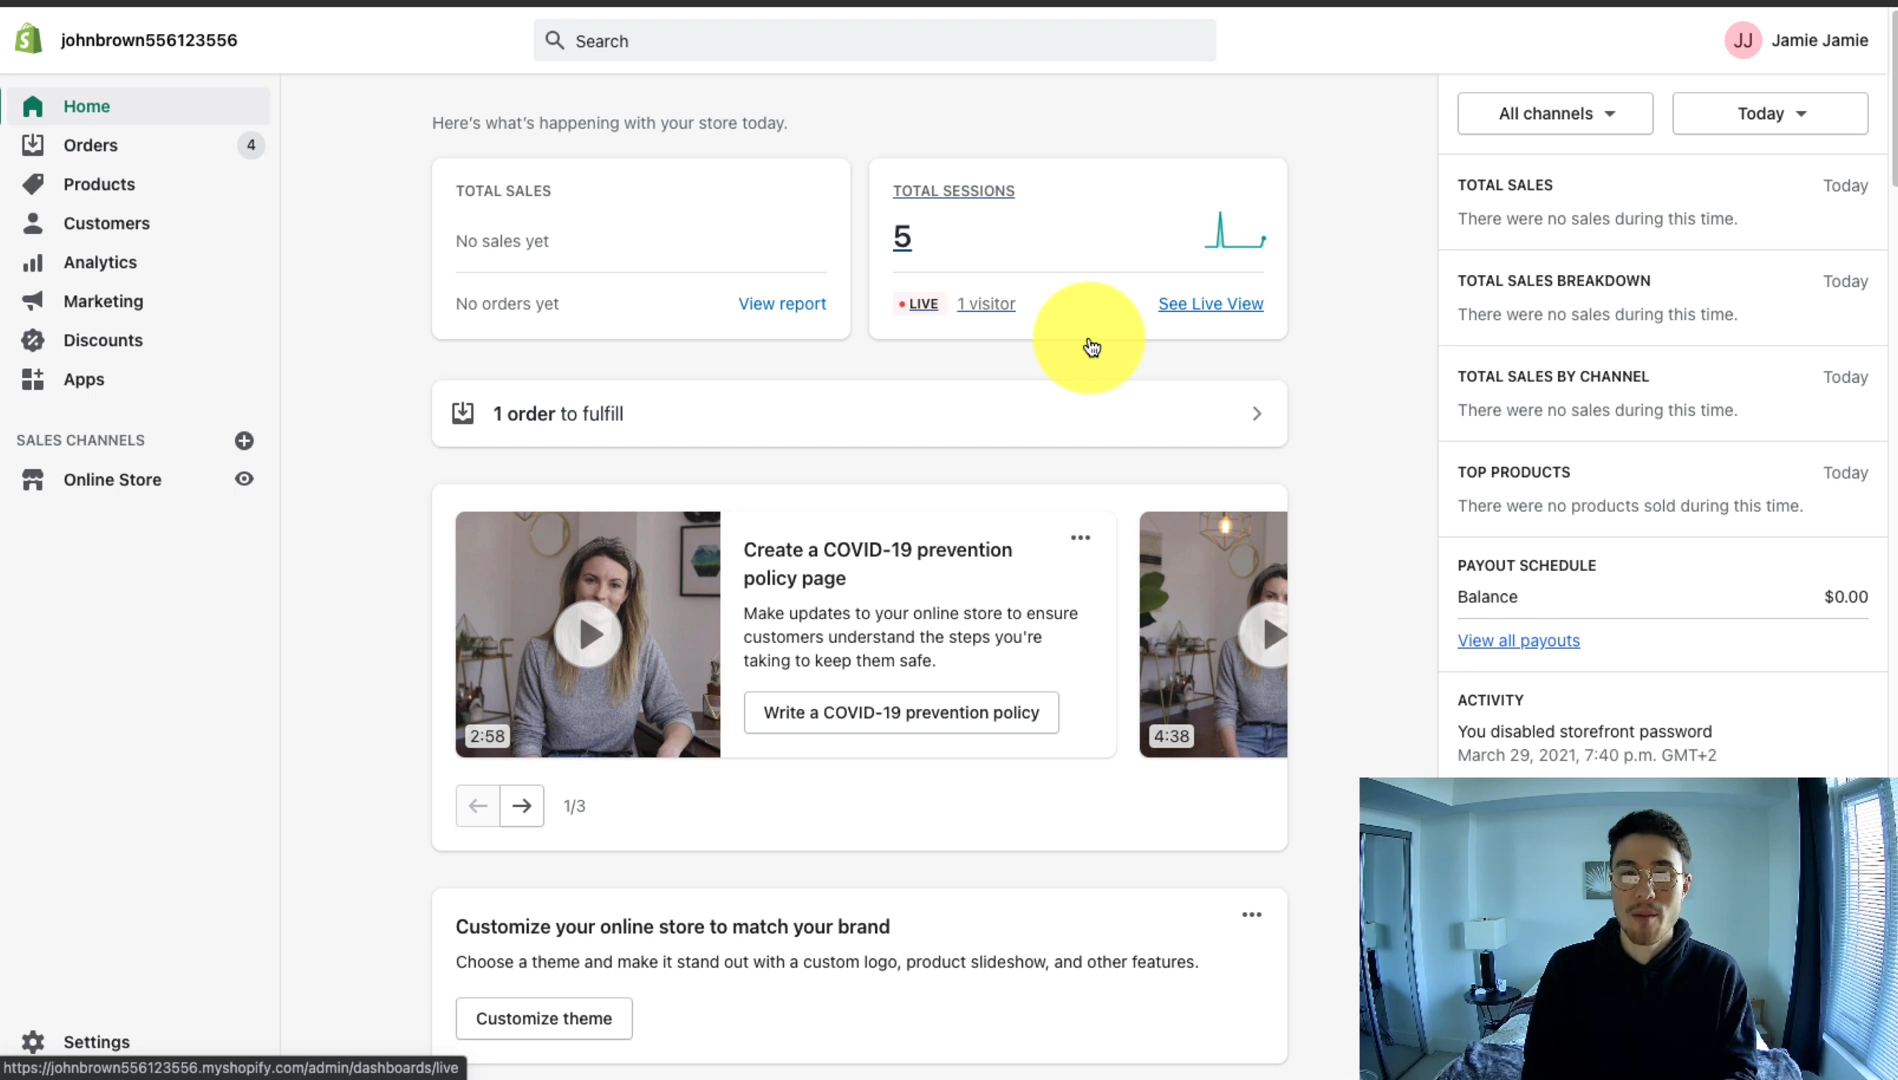 johnbrown556123556
Search
JJ
Jamie Jamie
Home
Orders
4
Products
Customers
Analytics
Marketing
Discounts
Apps
SALES CHANNELS
Online Store
Settings
https://johnbrown556123556.myshopify.com/admin/dashboards/live
Here's what's happening with your store today.
TOTAL SALES
No sales yet
No orders yet
View report
TOTAL SESSIONS
5
LIVE
1 visitor
See Live View
1 order to fulfill
Create a COVID-19 prevention
policy page
Make updates to your online store to ensure
customers understand the steps you're
taking to keep them safe.
Write a COVID-19 prevention policy
2:58
4:38
1/3
Customize your online store to match your brand
Choose a theme and make it stand out with a custom logo, product slideshow, and other features.
Customize theme
All channels
Today
TOTAL SALES
Today
There were no sales during this time.
TOTAL SALES BREAKDOWN
Today
There were no sales during this time.
TOTAL SALES BY CHANNEL
Today
There were no sales during this time.
TOP PRODUCTS
Today
There were no products sold during this time.
PAYOUT SCHEDULE
Balance
$0.00
View all payouts
ACTIVITY
You disabled storefront password
March 29, 2021, 7:40 p.m. GMT+2